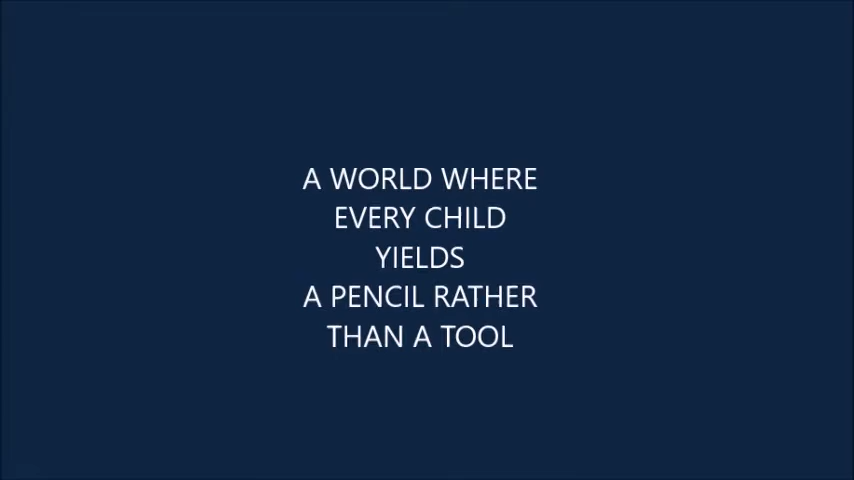 A WORLD WHERE
EVERY CHILD
YIELDS
A PENCIL RATHER
THAN A TOOL